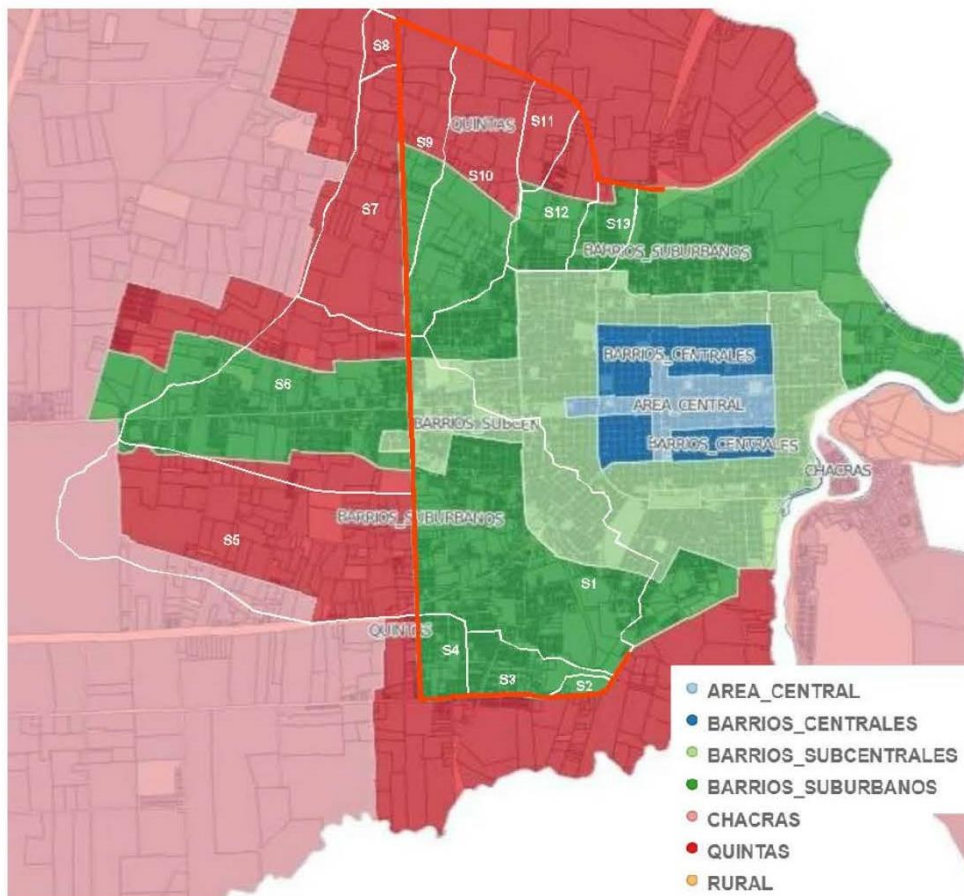 S8
QUINTAS
S11
S9
S10
S7
S12
S13
BARRIOS_SUBURBANOS
BARRIOS_CENTRALES
S6
AREA_CENTRAL
BARRIOS_SUBCEN
BARRIOS_CENTRALES
CHACRAS
BARRIOS_SUBURBANOS
S5
S1
QUINTAS
S4
S3
S2
AREA_CENTRAL
BARRIOS_CENTRALES
BARRIOS_SUBCENTRALES
BARRIOS_SUBURBANOS
CHACRAS
QUINTAS
RURAL